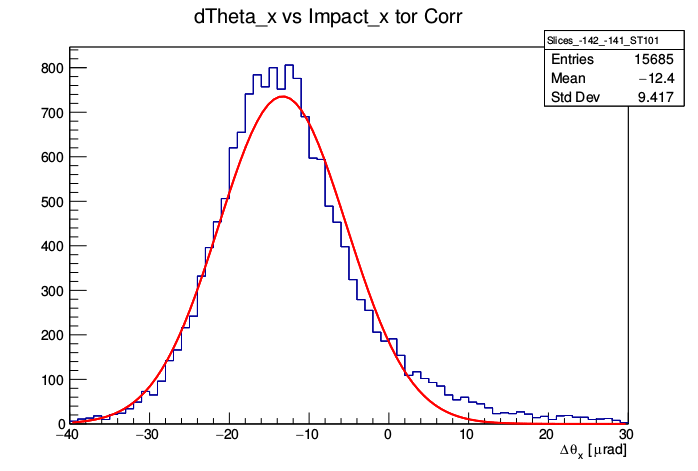 dTheta_x vs Impact_x tor Corr
Slices_-142_-141_ST101
Entries 15685
Mean −12.4
Std Dev 9.417
800
700
600
500
400
300
200
100
0
−40 −30 −20 −10 0 10 20 30
Δθx [μrad]